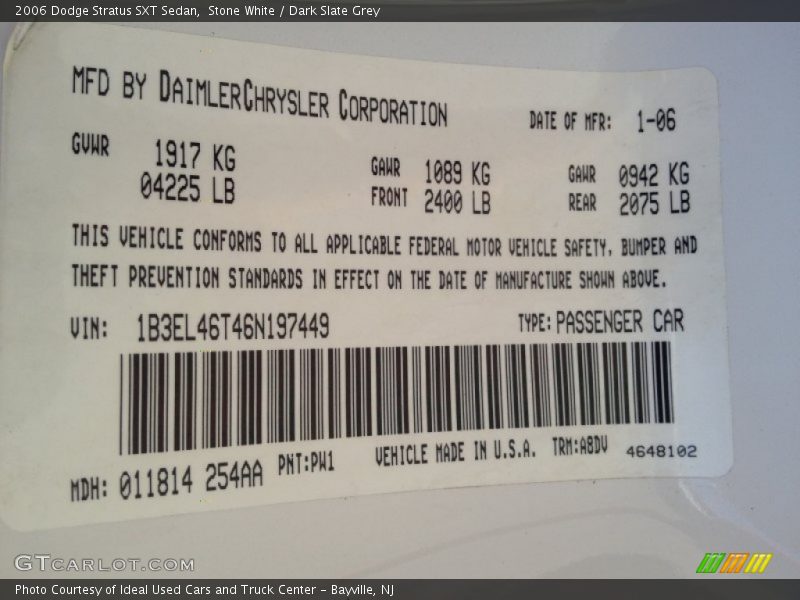 2006 Dodge Stratus SXT Sedan,  Stone White / Dark Slate Grey
MFD BY DAIMLERCHRYSLER CORPORATION
DATE OF MFR: 1-06
GVWR 1917 KG
04225 LB
GAWR 1089 KG
FRONT 2400 LB
GAWR 0942 KG
REAR 2075 LB
THIS VEHICLE CONFORMS TO ALL APPLICABLE FEDERAL MOTOR VEHICLE SAFETY, BUMPER AND
THEFT PREVENTION STANDARDS IN EFFECT ON THE DATE OF MANUFACTURE SHOWN ABOVE.
VIN: 1B3EL46T46N197449
TYPE: PASSENGER CAR
MDH: 011814 254AA PNT:PW1
VEHICLE MADE IN U.S.A. TRM:A8DV 4648102
GTCARLOT.COM
Photo Courtesy of Ideal Used Cars and Truck Center – Bayville, NJ